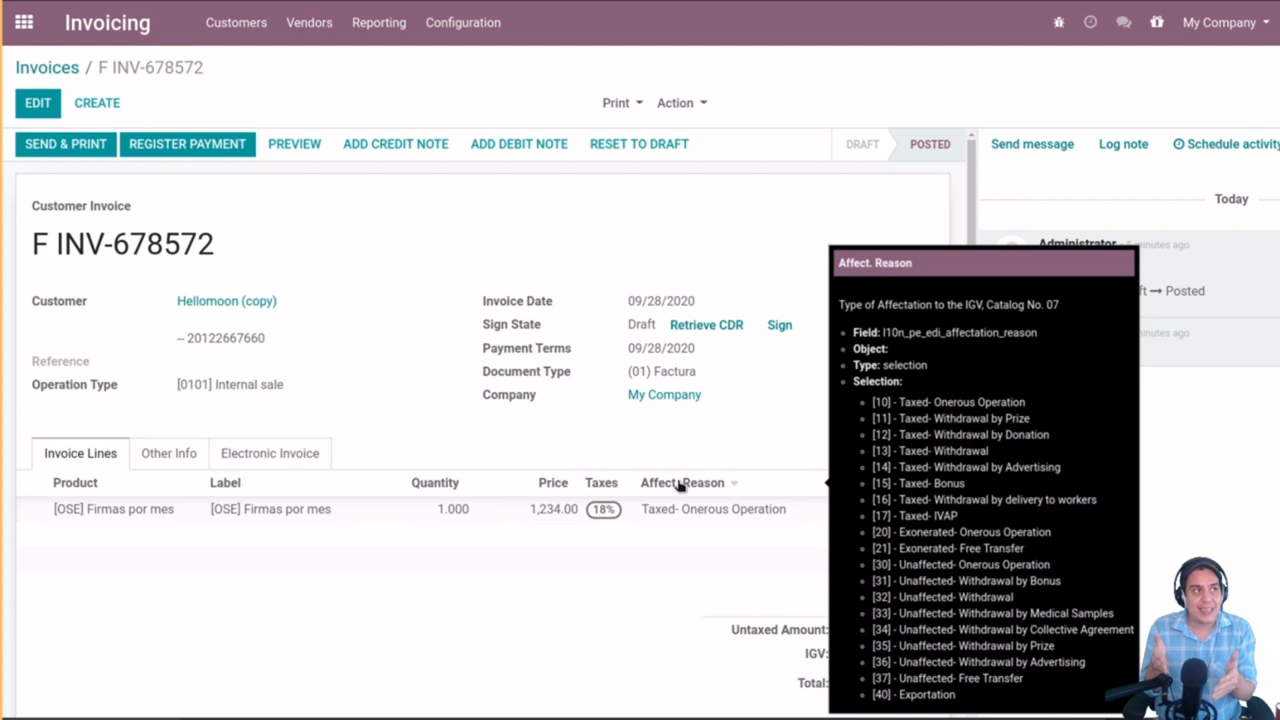 Invoicing Customers Vendors Reporting Configuration My Company
Invoices / F INV-678572
EDIT CREATE Print Action
SEND & PRINT REGISTER PAYMENT PREVIEW ADD CREDIT NOTE ADD DEBIT NOTE RESET TO DRAFT DRAFT POSTED Send message Log note Schedule activity
Today
Customer Invoice
F INV-678572
Administrator minutes ago
Customer Hellomoon (copy)
– 20122667660
Reference
Operation Type [0101] Internal sale
Invoice Date 09/28/2020
Sign State Draft Retrieve CDR Sign
Payment Terms 09/28/2020
Document Type (01) Factura
Company My Company
ft → Posted
minutes ago
Invoice Lines Other Info Electronic Invoice
Product Label Quantity Price Taxes Affect. Reason
[OSE] Firmas por mes [OSE] Firmas por mes 1.000 1,234.00 18% Taxed- Onerous Operation
Untaxed Amount:
IGV:
Total:
Affect. Reason
Type of Affectation to the IGV, Catalog No. 07
Field: l10n_pe_edi_affectation_reason
Object:
Type: selection
Selection:
[10] - Taxed- Onerous Operation
[11] - Taxed- Withdrawal by Prize
[12] - Taxed- Withdrawal by Donation
[13] - Taxed- Withdrawal
[14] - Taxed- Withdrawal by Advertising
[15] - Taxed- Bonus
[16] - Taxed- Withdrawal by delivery to workers
[17] - Taxed- IVAP
[20] - Exonerated- Onerous Operation
[21] - Exonerated- Free Transfer
[30] - Unaffected- Onerous Operation
[31] - Unaffected- Withdrawal by Bonus
[32] - Unaffected- Withdrawal
[33] - Unaffected- Withdrawal by Medical Samples
[34] - Unaffected- Withdrawal by Collective Agreement
[35] - Unaffected- Withdrawal by Prize
[36] - Unaffected- Withdrawal by Advertising
[37] - Unaffected- Free Transfer
[40] - Exportation